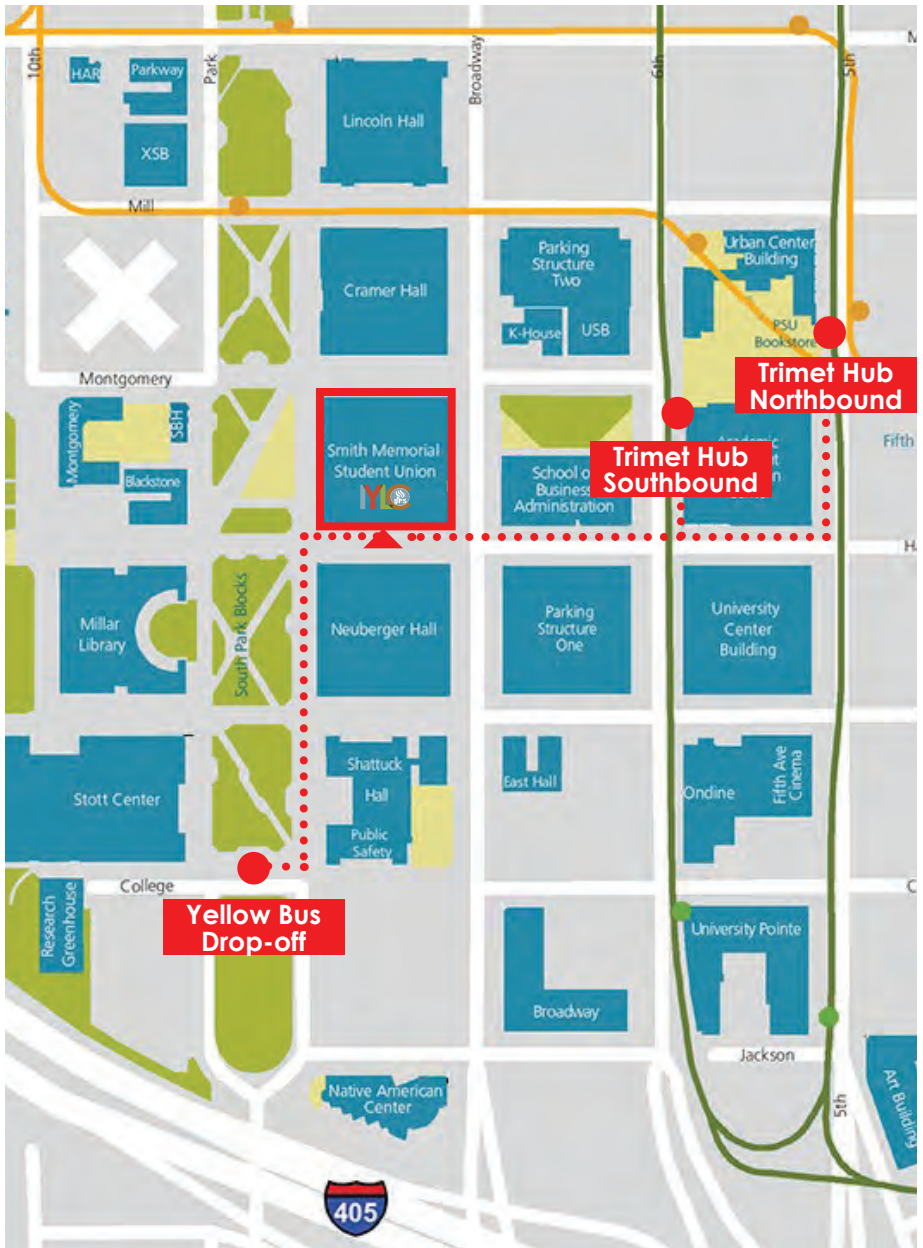 10th
Park
Broadway
6th
5th
M
HAR
Parkway
XSB
Lincoln Hall
Mill
Cramer Hall
Parking
Structure
Two
K-House
USB
Urban Center
Building
PSU
Bookstore
Trimet Hub
Northbound
Montgomery
Montgomery
SBH
Blackstone
Smith Memorial
Student Union
School o
Business
Administration
Trimet Hub
Southbound
Fifth
Ha
Millar
Library
South Park Blocks
Neuberger Hall
Parking
Structure
One
University
Center
Building
Stott Center
Shattuck
Hall
Public
Safety
East Hall
Ondine
Fifth Ave
Cinema
College
C
Research
Greenhouse
Yellow Bus
Drop-off
University Pointe
Broadway
Jackson
5th
Art Building
Native American
Center
405